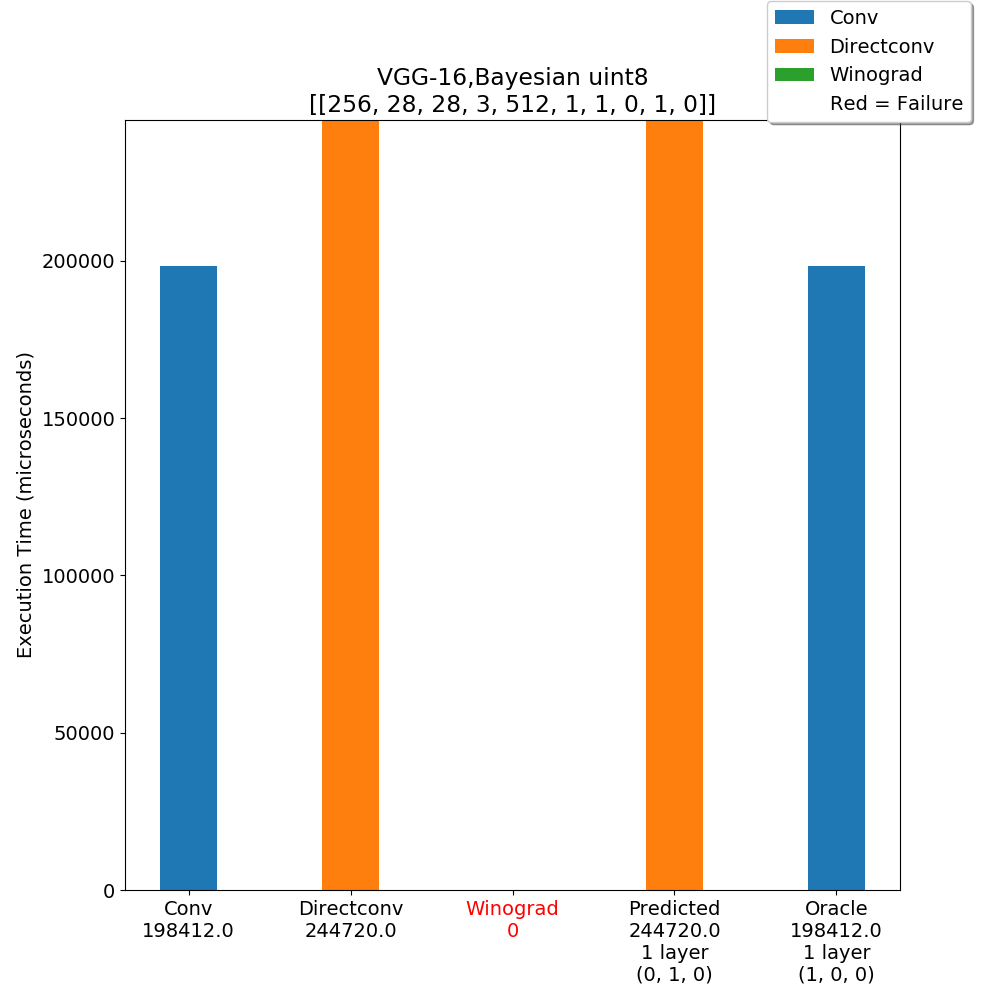 Conv
Directconv
Winograd
Red = Failure
VGG-16,Bayesian uint8
[[256, 28, 28, 3, 512, 1, 1, 0, 1, 0]]
Execution Time (microseconds)
200000
150000
100000
50000
0
Conv
198412.0
Directconv
244720.0
Winograd
0
Predicted
244720.0
1 layer
(0, 1, 0)
Oracle
198412.0
1 layer
(1, 0, 0)